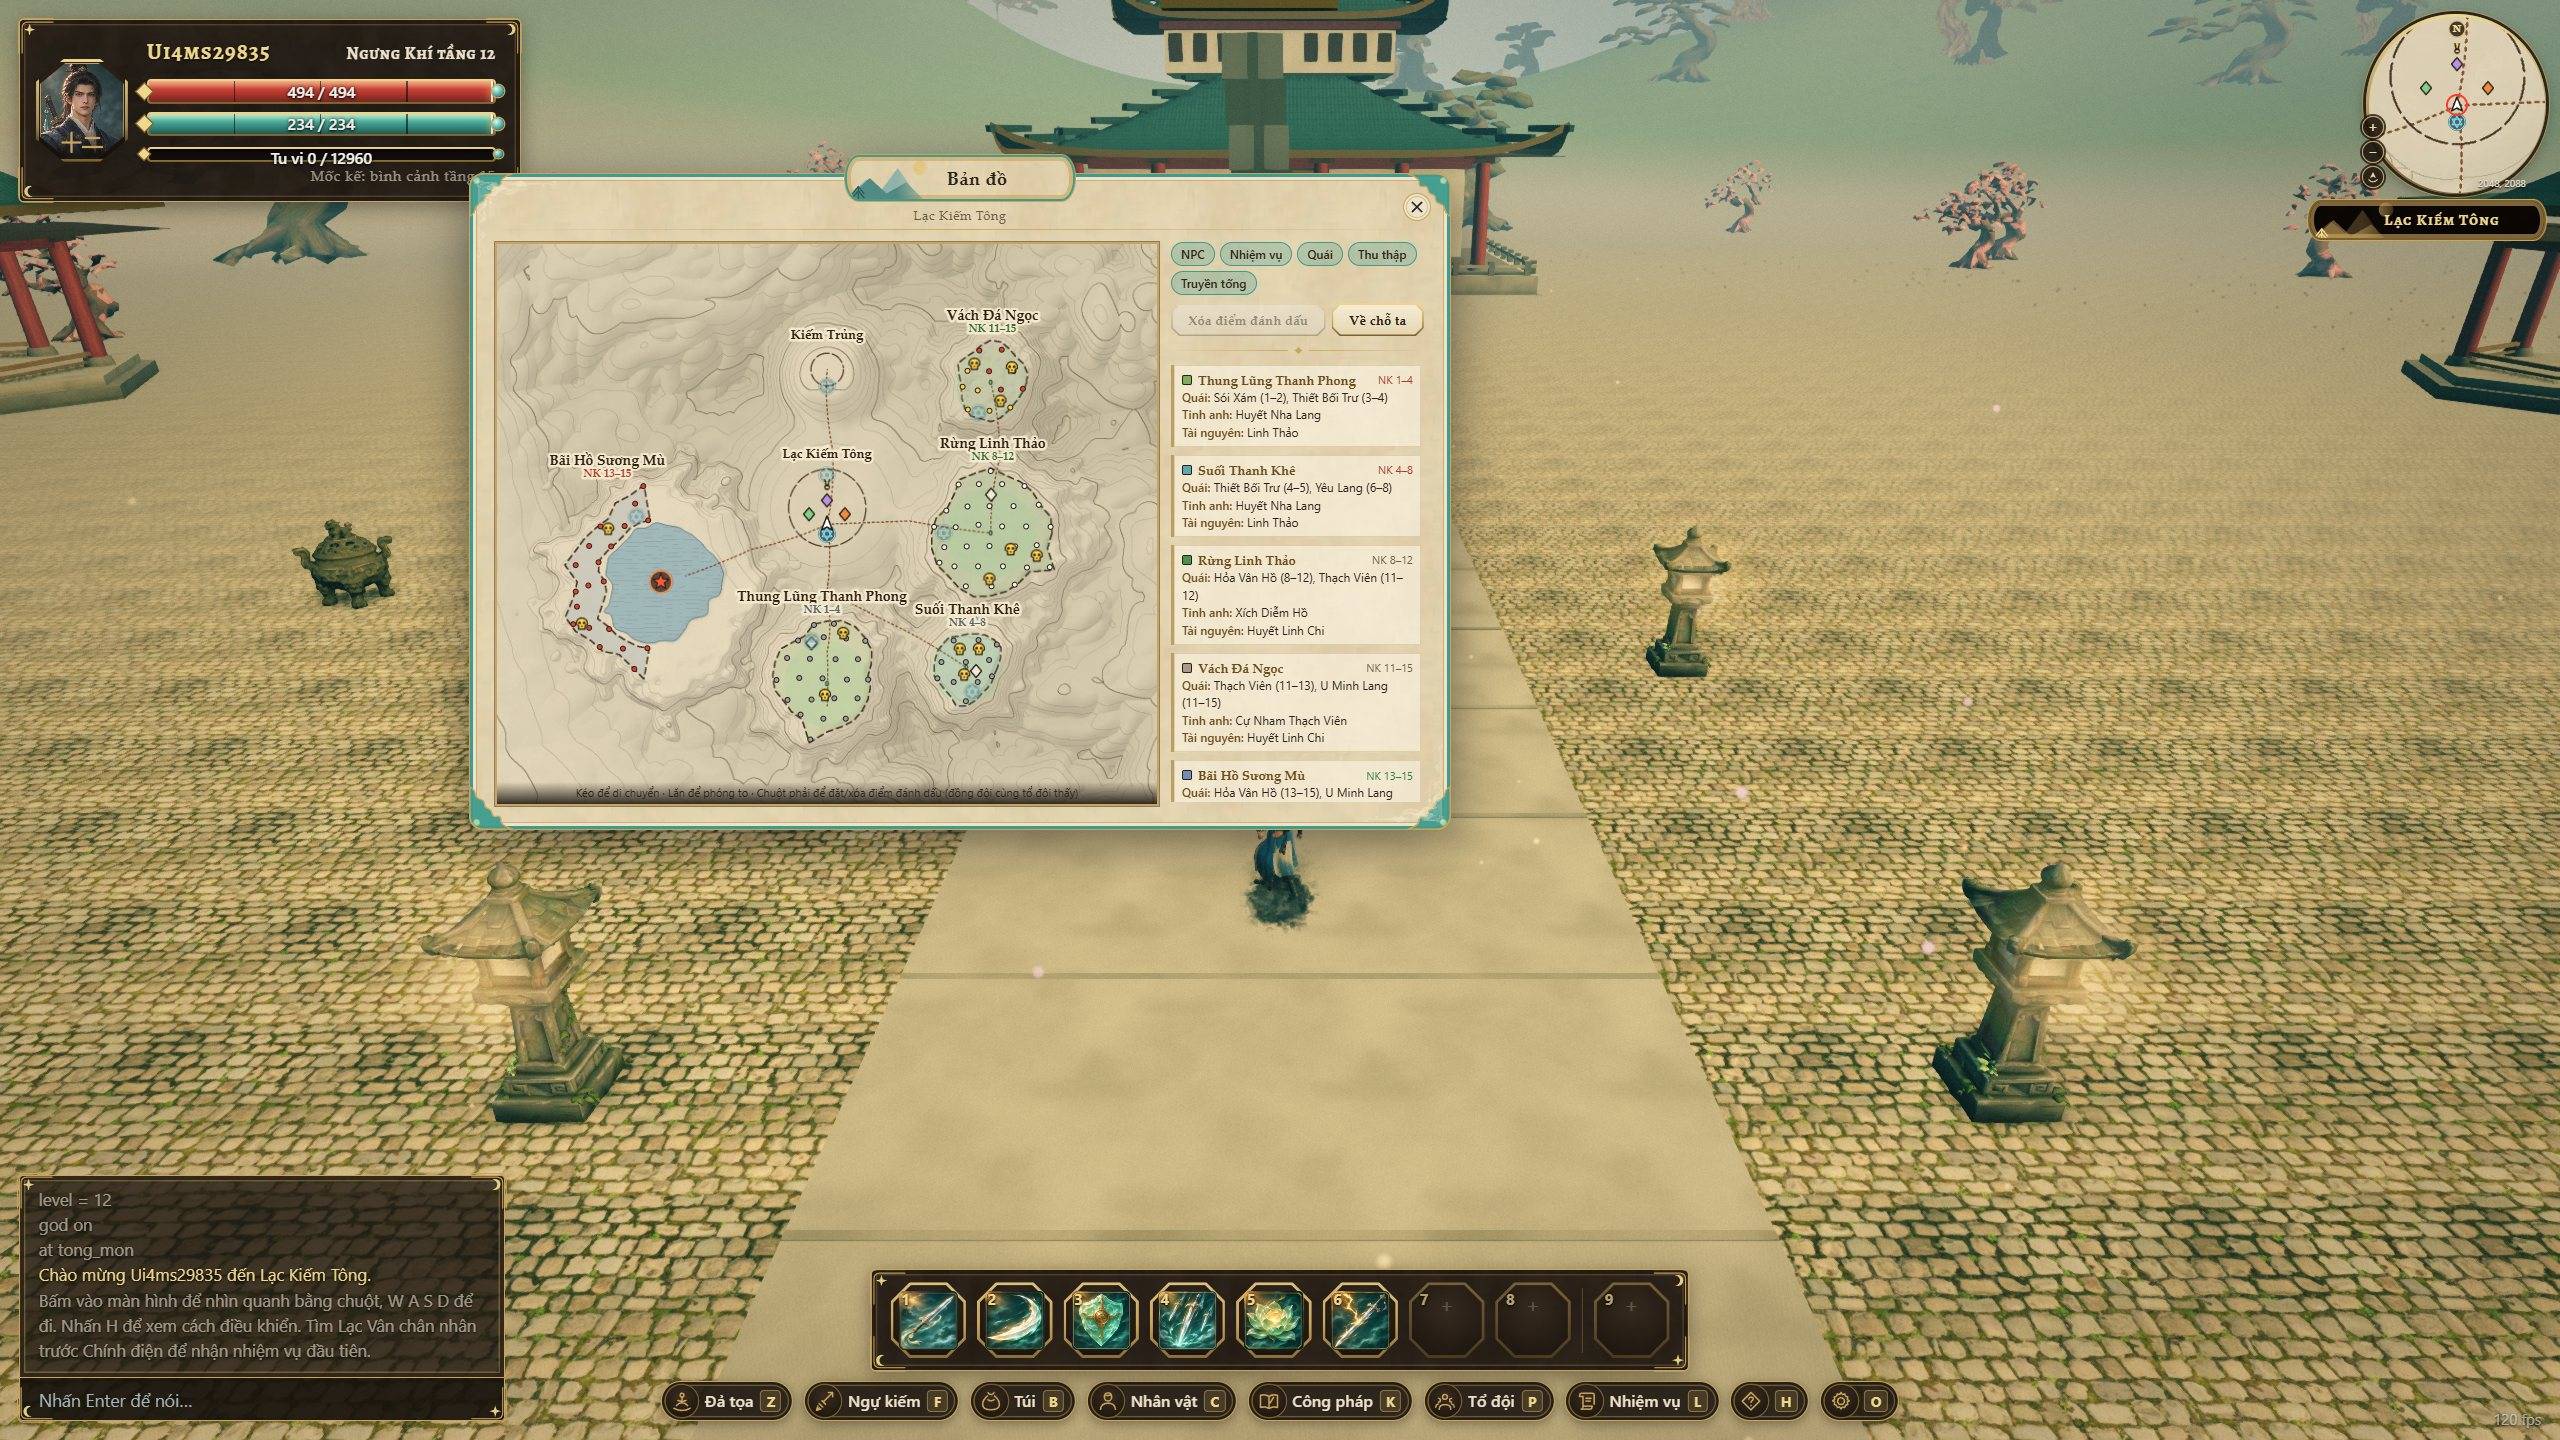 Ui4ms29835
Ngưng Khí tầng 12
494 / 494
234 / 234
Tu vi 0 / 12960
Mốc kế: bình cảnh tầng
N
+
−
2048, 2088
Lạc Kiếm Tông
Bản đồ
Lạc Kiếm Tông
NPC
Nhiệm vụ
Quái
Thu thập
Truyền tống
Xóa điểm đánh dấu
Về chỗ ta
Vách Đá Ngọc
NK 11–15
Kiếm Trủng
Rừng Linh Thảo
NK 8–12
Lạc Kiếm Tông
Bãi Hồ Sương Mù
NK 13–15
Thung Lũng Thanh Phong
NK 1–4
Suối Thanh Khê
NK 4–8
Kéo để di chuyển · Lăn để phóng to · Chuột phải để đặt/xóa điểm đánh dấu (đồng đội cùng tổ đội thấy)
Thung Lũng Thanh Phong NK 1–4
Quái: Sói Xám (1–2), Thiết Bối Trư (3–4)
Tinh anh: Huyết Nha Lang
Tài nguyên: Linh Thảo
Suối Thanh Khê NK 4–8
Quái: Thiết Bối Trư (4–5), Yêu Lang (6–8)
Tinh anh: Huyết Nha Lang
Tài nguyên: Linh Thảo
Rừng Linh Thảo NK 8–12
Quái: Hỏa Vân Hồ (8–12), Thạch Viên (11–
12)
Tinh anh: Xích Diễm Hồ
Tài nguyên: Huyết Linh Chi
Vách Đá Ngọc NK 11–15
Quái: Thạch Viên (11–13), U Minh Lang
(11–15)
Tinh anh: Cự Nham Thạch Viên
Tài nguyên: Huyết Linh Chi
Bãi Hồ Sương Mù NK 13–15
Quái: Hỏa Vân Hồ (13–15), U Minh Lang
level = 12
god on
at tong_mon
Chào mừng Ui4ms29835 đến Lạc Kiếm Tông.
Bấm vào màn hình để nhìn quanh bằng chuột, W A S D để
đi. Nhấn H để xem cách điều khiển. Tìm Lạc Vân chân nhân
trước Chính điện để nhận nhiệm vụ đầu tiên.
Nhấn Enter để nói...
1 2 3 4 5 6 7 8 9
Đả tọa Z
Ngự kiếm F
Túi B
Nhân vật C
Công pháp K
Tổ đội P
Nhiệm vụ L
? H
O
120 fps